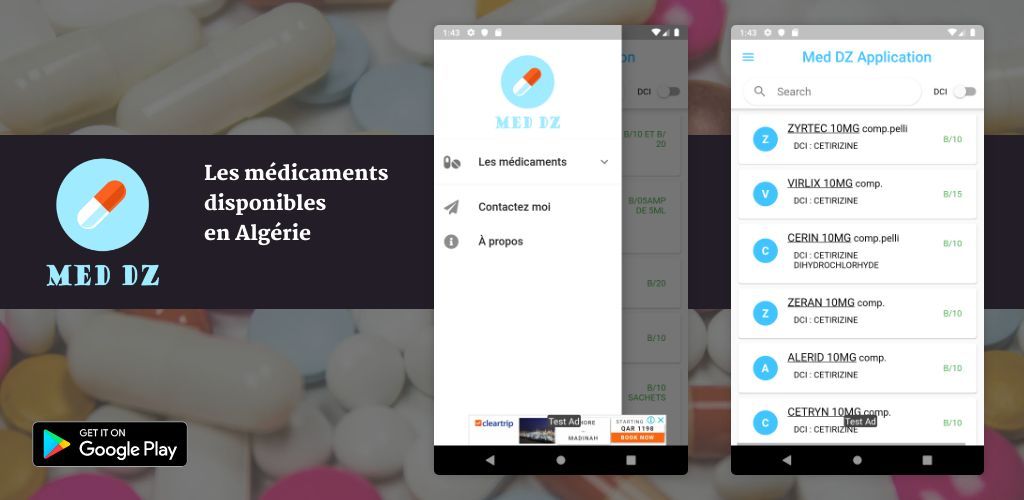 MED DZ
Les médicaments
disponibles
en Algérie
GET IT ON
Google Play
1:43
on
DCI
MED DZ
B/10 ET B/
20
Les médicaments
B/05AMP
DE 5ML
Contactez moi
À propos
B/20
B/10
B/10
SACHETS
cleartrip
Test Ad
HORE
MADINAH
STARTING
QAR 1198
BOOK NOW
1:43
Med DZ Application
Search
DCI
Z
ZYRTEC 10MG comp.pelli
DCI : CETIRIZINE
B/10
V
VIRLIX 10MG comp.
DCI : CETIRIZINE
B/15
C
CERIN 10MG comp.pelli
DCI : CETIRIZINE
DIHYDROCHLORHYDE
B/10
Z
ZERAN 10MG comp.
DCI : CETIRIZINE
B/10
A
ALERID 10MG comp.
DCI : CETIRIZINE
B/10
C
CETRYN 10MG comp.
DCI : CETIRIZINE
B/10
Test Ad